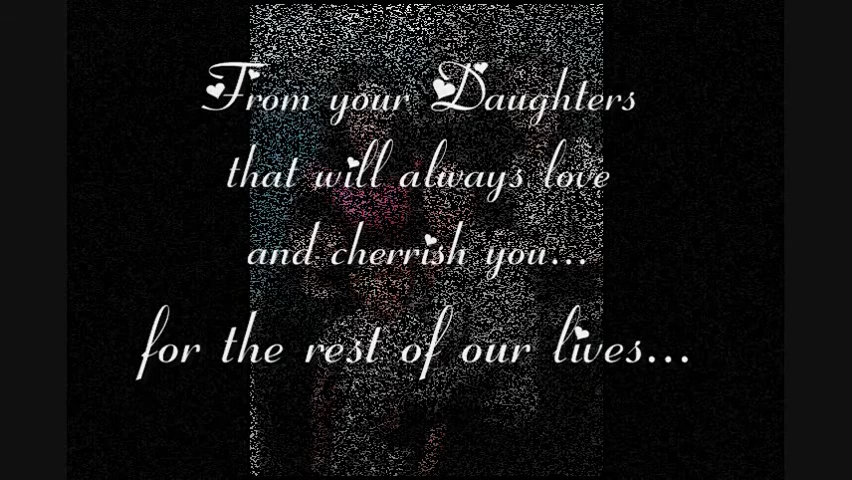 From your Daughters
that will always love
and cherrish you...
for the rest of our lives...